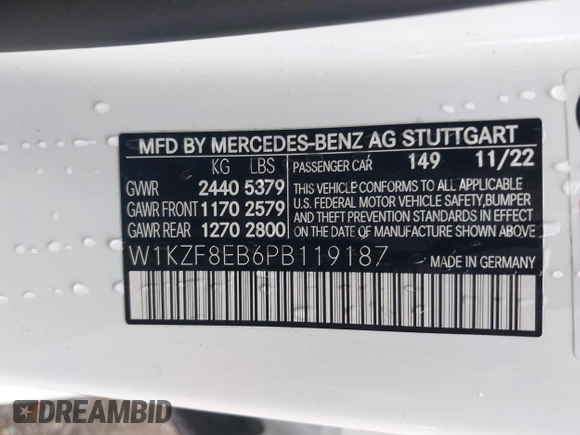 MFD BY MERCEDES-BENZ AG STUTTGART
KG LBS PASSENGER CAR 149 11/22
GVWR 2440 5379
GAWR FRONT 1170 2579
GAWR REAR 1270 2800
THIS VEHICLE CONFORMS TO ALL APPLICABLE
U.S. FEDERAL MOTOR VEHICLE SAFETY,BUMPER
AND THEFT PREVENTION STANDARDS IN EFFECT
ON THE DATE OF MANUFACTURE SHOWN ABOVE.
W1KZF8EB6PB119187 MADE IN GERMANY
DREAMBID